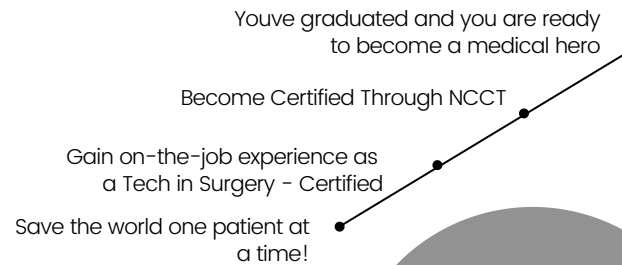 Youve graduated and you are ready
to become a medical hero
Become Certified Through NCCT
Gain on-the-job experience as
a Tech in Surgery - Certified
Save the world one patient at
a time!